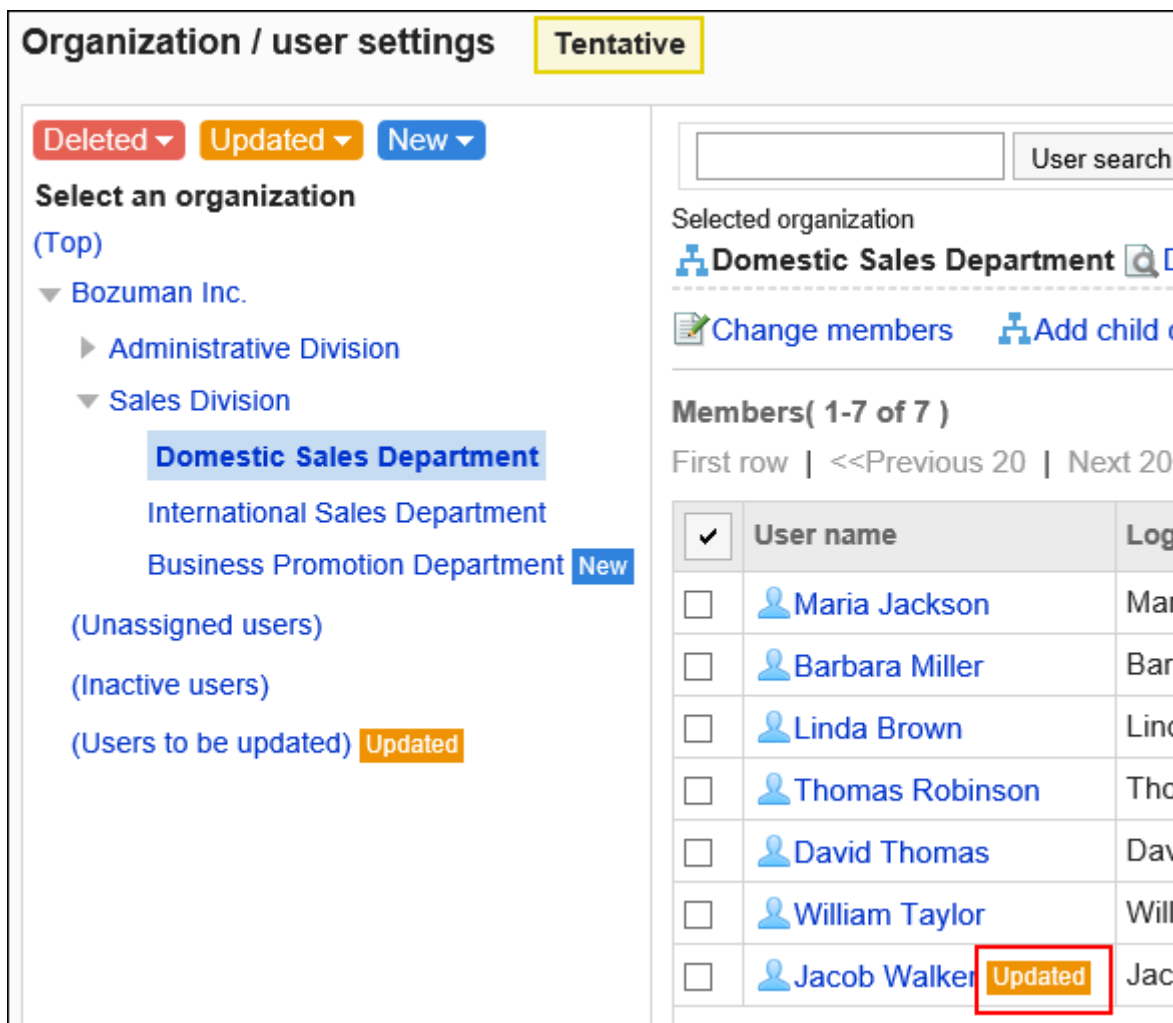 Organization / user settings Tentative
Deleted Updated New
Select an organization
(Top)
Bozuman Inc.
Administrative Division
Sales Division
Domestic Sales Department
International Sales Department
Business Promotion Department New
(Unassigned users)
(Inactive users)
(Users to be updated) Updated
User search
Selected organization
Domestic Sales Department
Change members Add child
Members( 1-7 of 7 )
First row | <<Previous 20 | Next 20
User name
Maria Jackson
Barbara Miller
Linda Brown
Thomas Robinson
David Thomas
William Taylor
Jacob Walker Updated